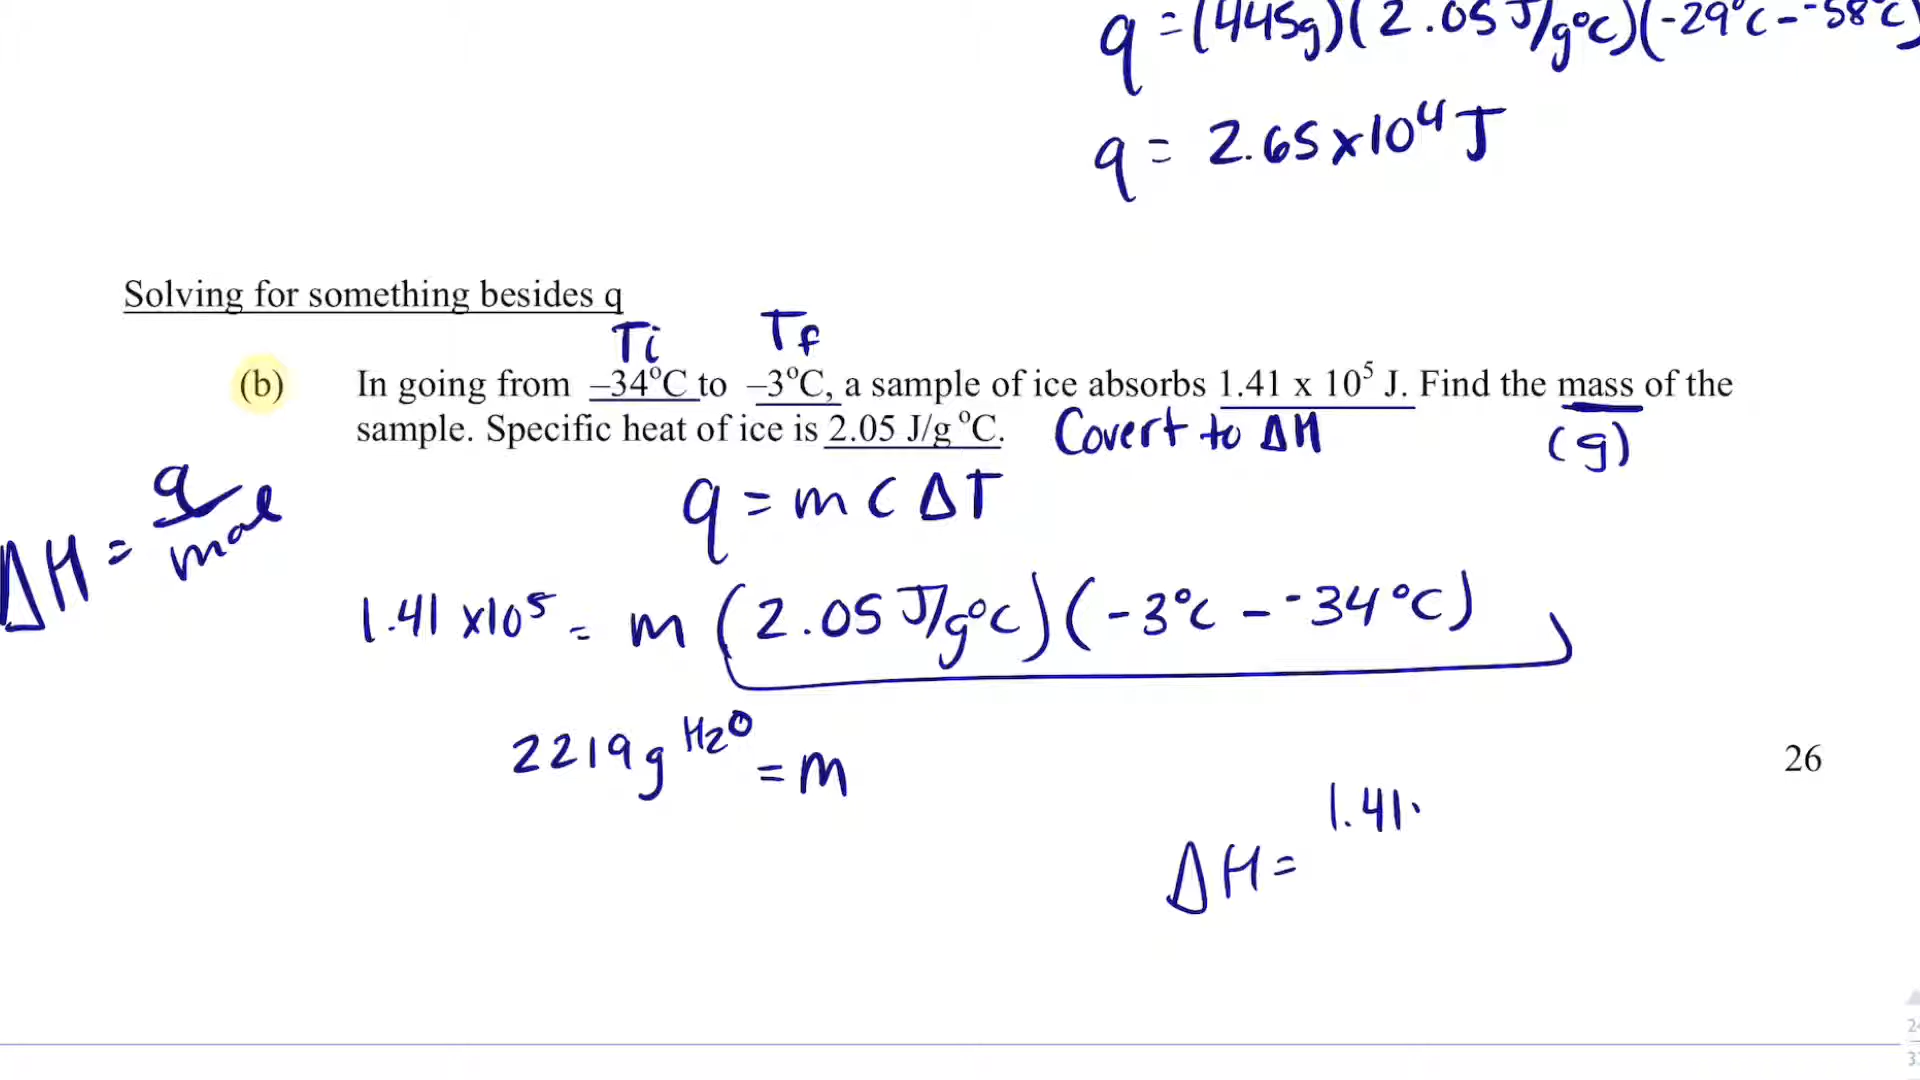 q = (445g)(2.05 J/g°C)(-29°C - -58°C)
q = 2.65 x 10⁴ J
Solving for something besides q
Ti Tf
(b) In going from –34°C to –3°C, a sample of ice absorbs 1.41 x 10⁵ J. Find the mass of the
sample. Specific heat of ice is 2.05 J/g °C. Covert to ΔH (g)
ΔH = q/mol
q = m C ΔT
1.41 x10⁵ = m (2.05 J/g°C)(-3°C - -34°C)
2219g H2O = m
26
ΔH = 1.41